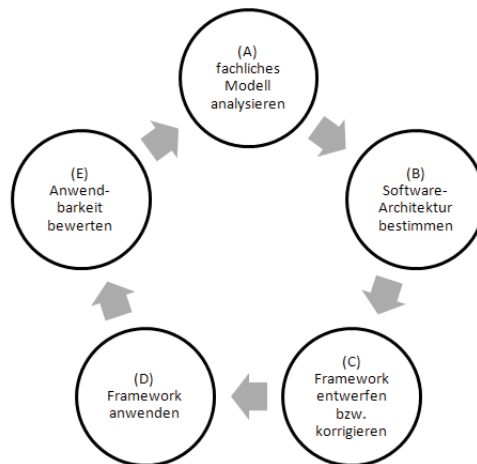 (A)
fachliches
Modell
analysieren
(B)
Software-
Architektur
bestimmen
(C)
Framework
entwerfen
bzw.
korrigieren
(D)
Framework
anwenden
(E)
Anwend-
barkeit
bewerten